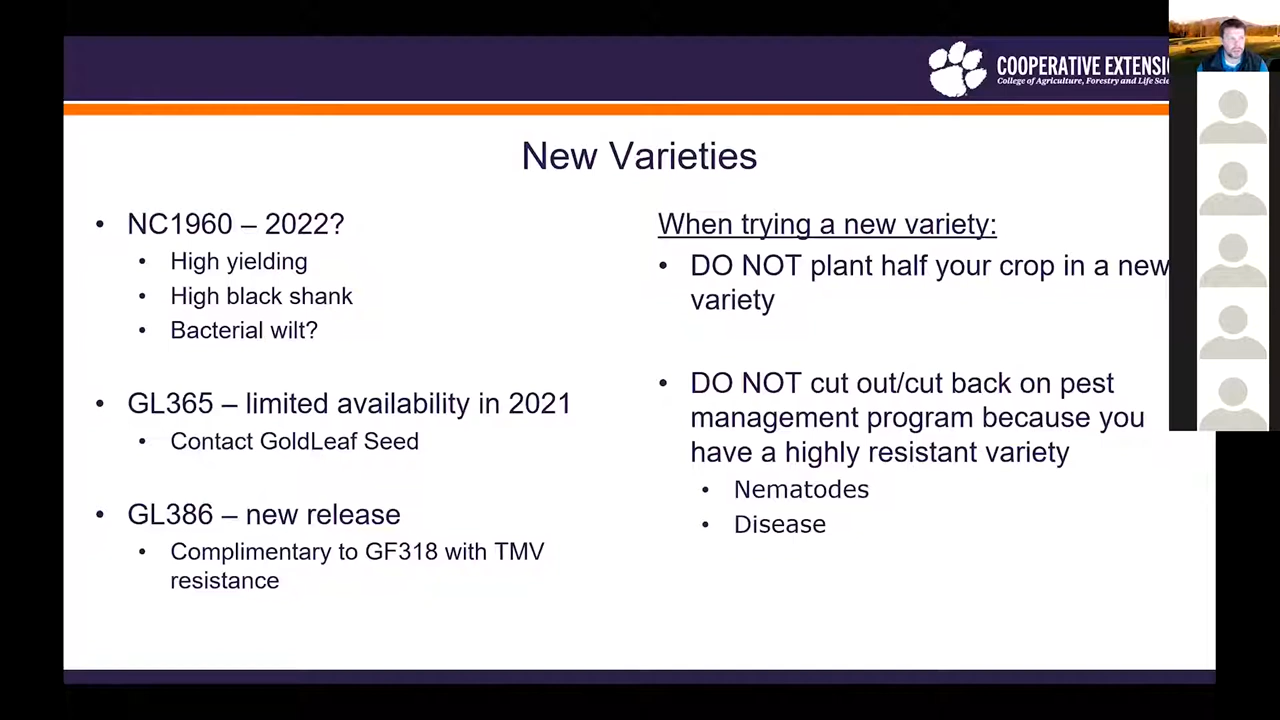 COOPERATIVE EXTENSI
College of Agriculture, Forestry and Life Sci
New Varieties
• NC1960 – 2022?
• High yielding
• High black shank
• Bacterial wilt?
• GL365 – limited availability in 2021
• Contact GoldLeaf Seed
• GL386 – new release
• Complimentary to GF318 with TMV
resistance
When trying a new variety:
• DO NOT plant half your crop in a new
variety
• DO NOT cut out/cut back on pest
management program because you
have a highly resistant variety
• Nematodes
• Disease